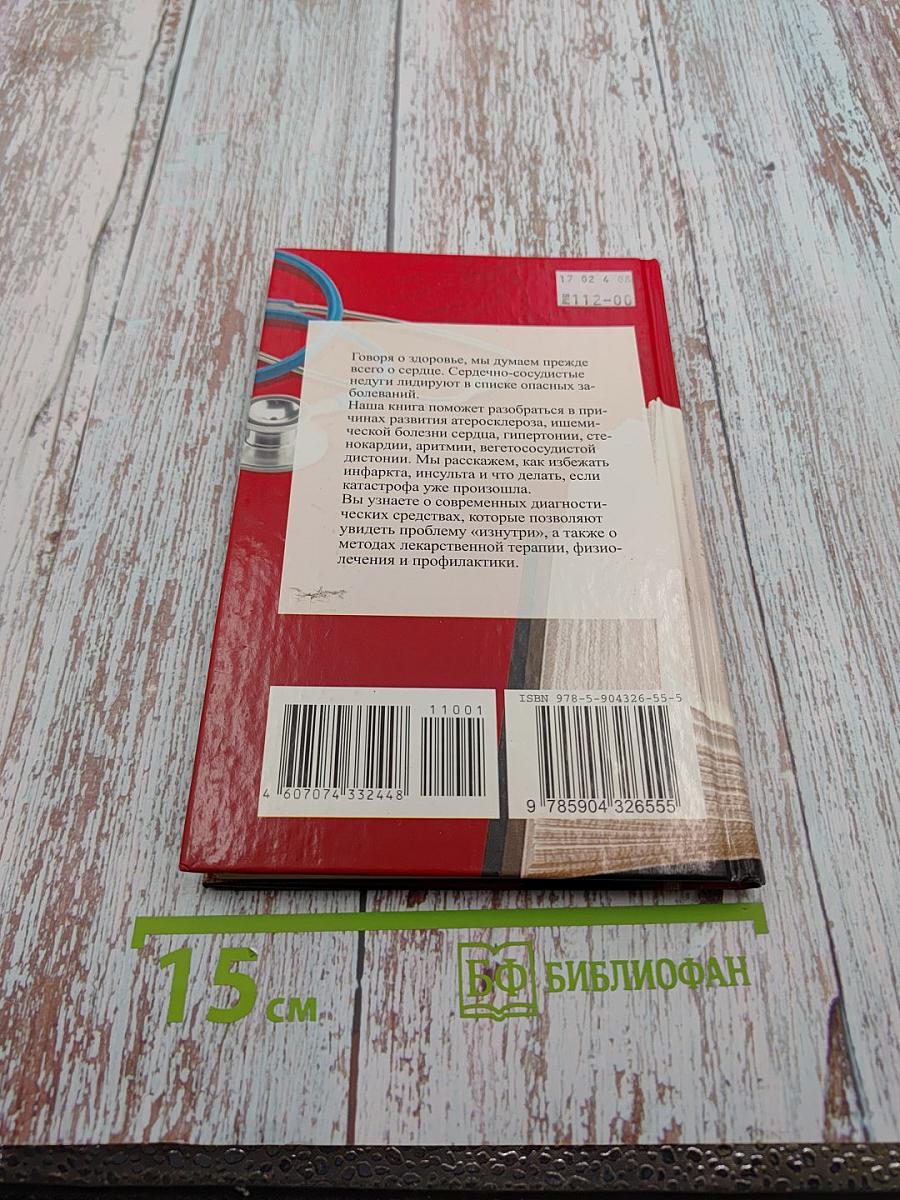 17 02 4 08
112-00
Говоря о здоровье, мы думаем прежде
всего о сердце. Сердечно-сосудистые
недуги лидируют в списке опасных за-
болеваний.
Наша книга поможет разобраться в при-
чинах развития атеросклероза, ишеми-
ческой болезни сердца, гипертонии, сте-
нокардии, аритмии, вегетососудистой
дистонии. Мы расскажем, как избежать
инфаркта, инсульта и что делать, если
катастрофа уже произошла.
Вы узнаете о современных диагности-
ческих средствах, которые позволяют
увидеть проблему «изнутри», а также о
методах лекарственной терапии, физио-
лечения и профилактики.
11001
4 607074 332448
ISBN 978-5-904326-55-5
9 785904 326555
15 см
БФ БИБЛИОФАН